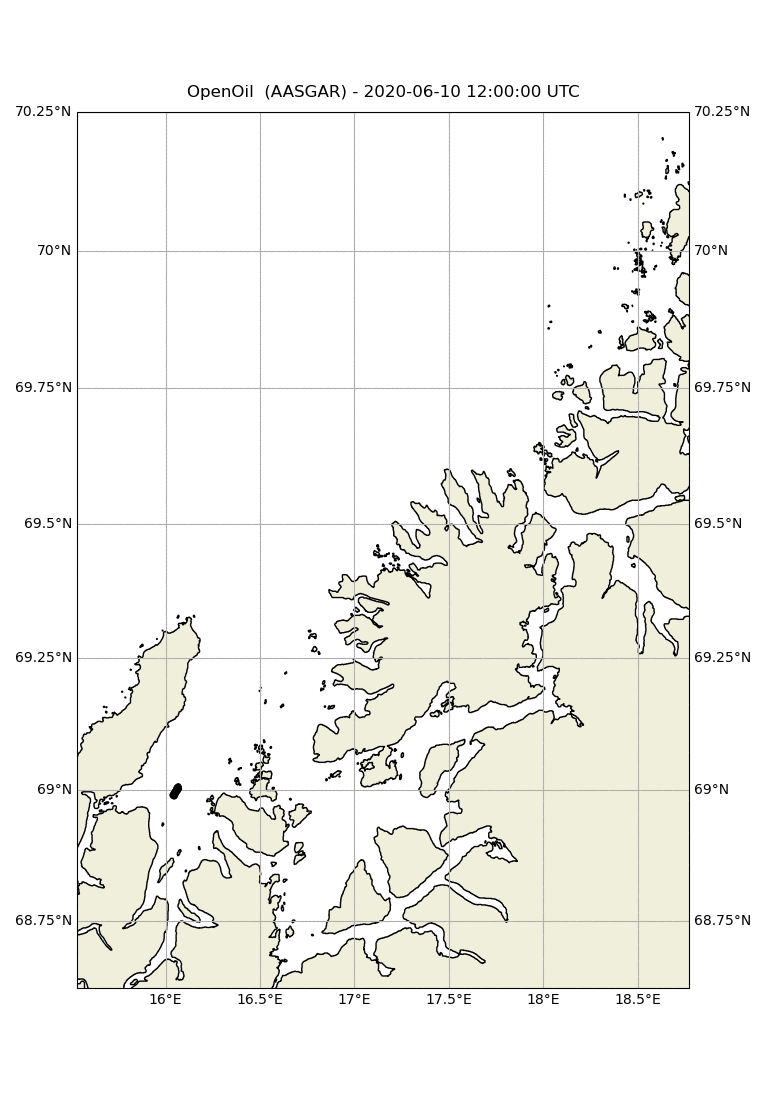 OpenOil (AASGAR) - 2020-06-10 12:00:00 UTC
70.25°N 70.25°N
70°N 70°N
69.75°N 69.75°N
69.5°N 69.5°N
69.25°N 69.25°N
69°N 69°N
68.75°N 68.75°N
16°E 16.5°E 17°E 17.5°E 18°E 18.5°E